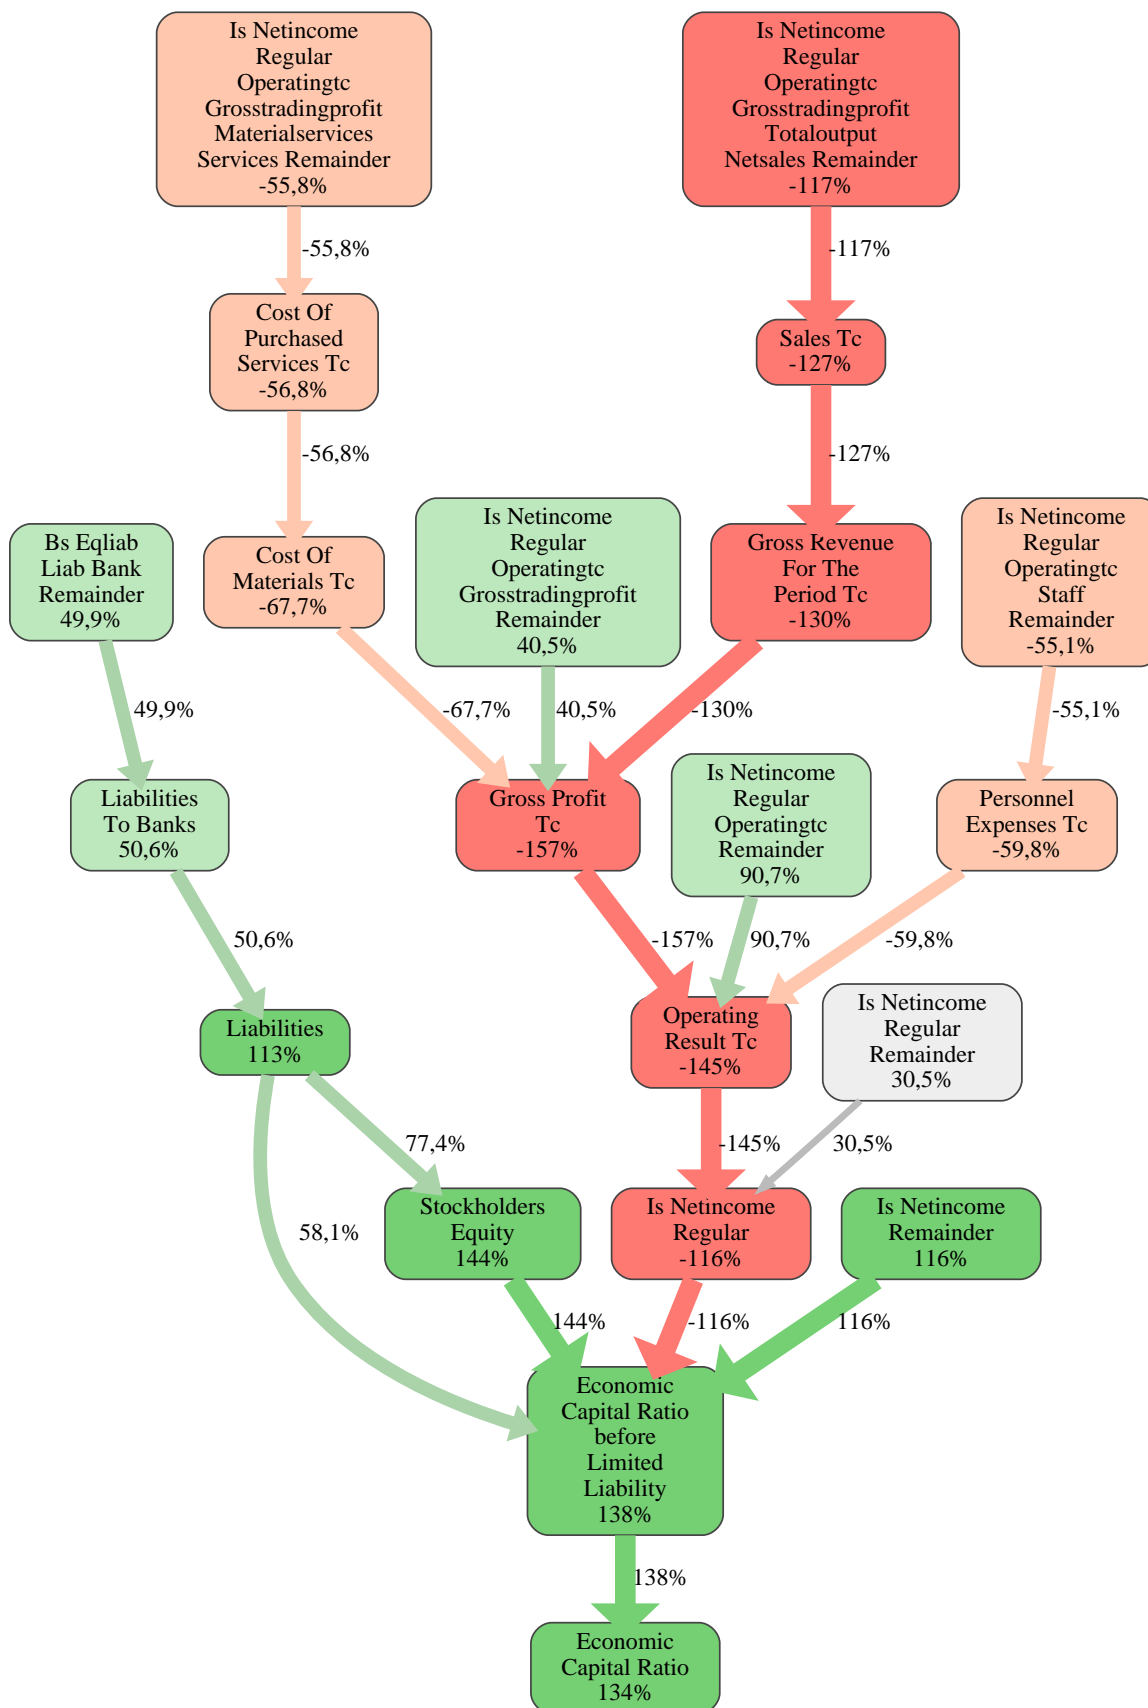 Is Netincome
Regular
Operatingtc
Grosstradingprofit
Materialservices
Services Remainder
-55,8%
Is Netincome
Regular
Operatingtc
Grosstradingprofit
Totaloutput
Netsales Remainder
-117%
-55,8%
-117%
Cost Of
Purchased
Services Tc
-56,8%
Sales Tc
-127%
-56,8%
-127%
Bs Eqliab
Liab Bank
Remainder
49,9%
Cost Of
Materials Tc
-67,7%
Is Netincome
Regular
Operatingtc
Grosstradingprofit
Remainder
40,5%
Gross Revenue
For The
Period Tc
-130%
Is Netincome
Regular
Operatingtc
Staff
Remainder
-55,1%
49,9%
-67,7%
40,5%
-130%
-55,1%
Liabilities
To Banks
50,6%
Gross Profit
Tc
-157%
Is Netincome
Regular
Operatingtc
Remainder
90,7%
Personnel
Expenses Tc
-59,8%
50,6%
-157%
90,7%
-59,8%
Liabilities
113%
Operating
Result Tc
-145%
Is Netincome
Regular
Remainder
30,5%
77,4%
-145%
30,5%
58,1%
Stockholders
Equity
144%
Is Netincome
Regular
-116%
Is Netincome
Remainder
116%
144%
-116%
116%
Economic
Capital Ratio
before
Limited
Liability
138%
138%
Economic
Capital Ratio
134%